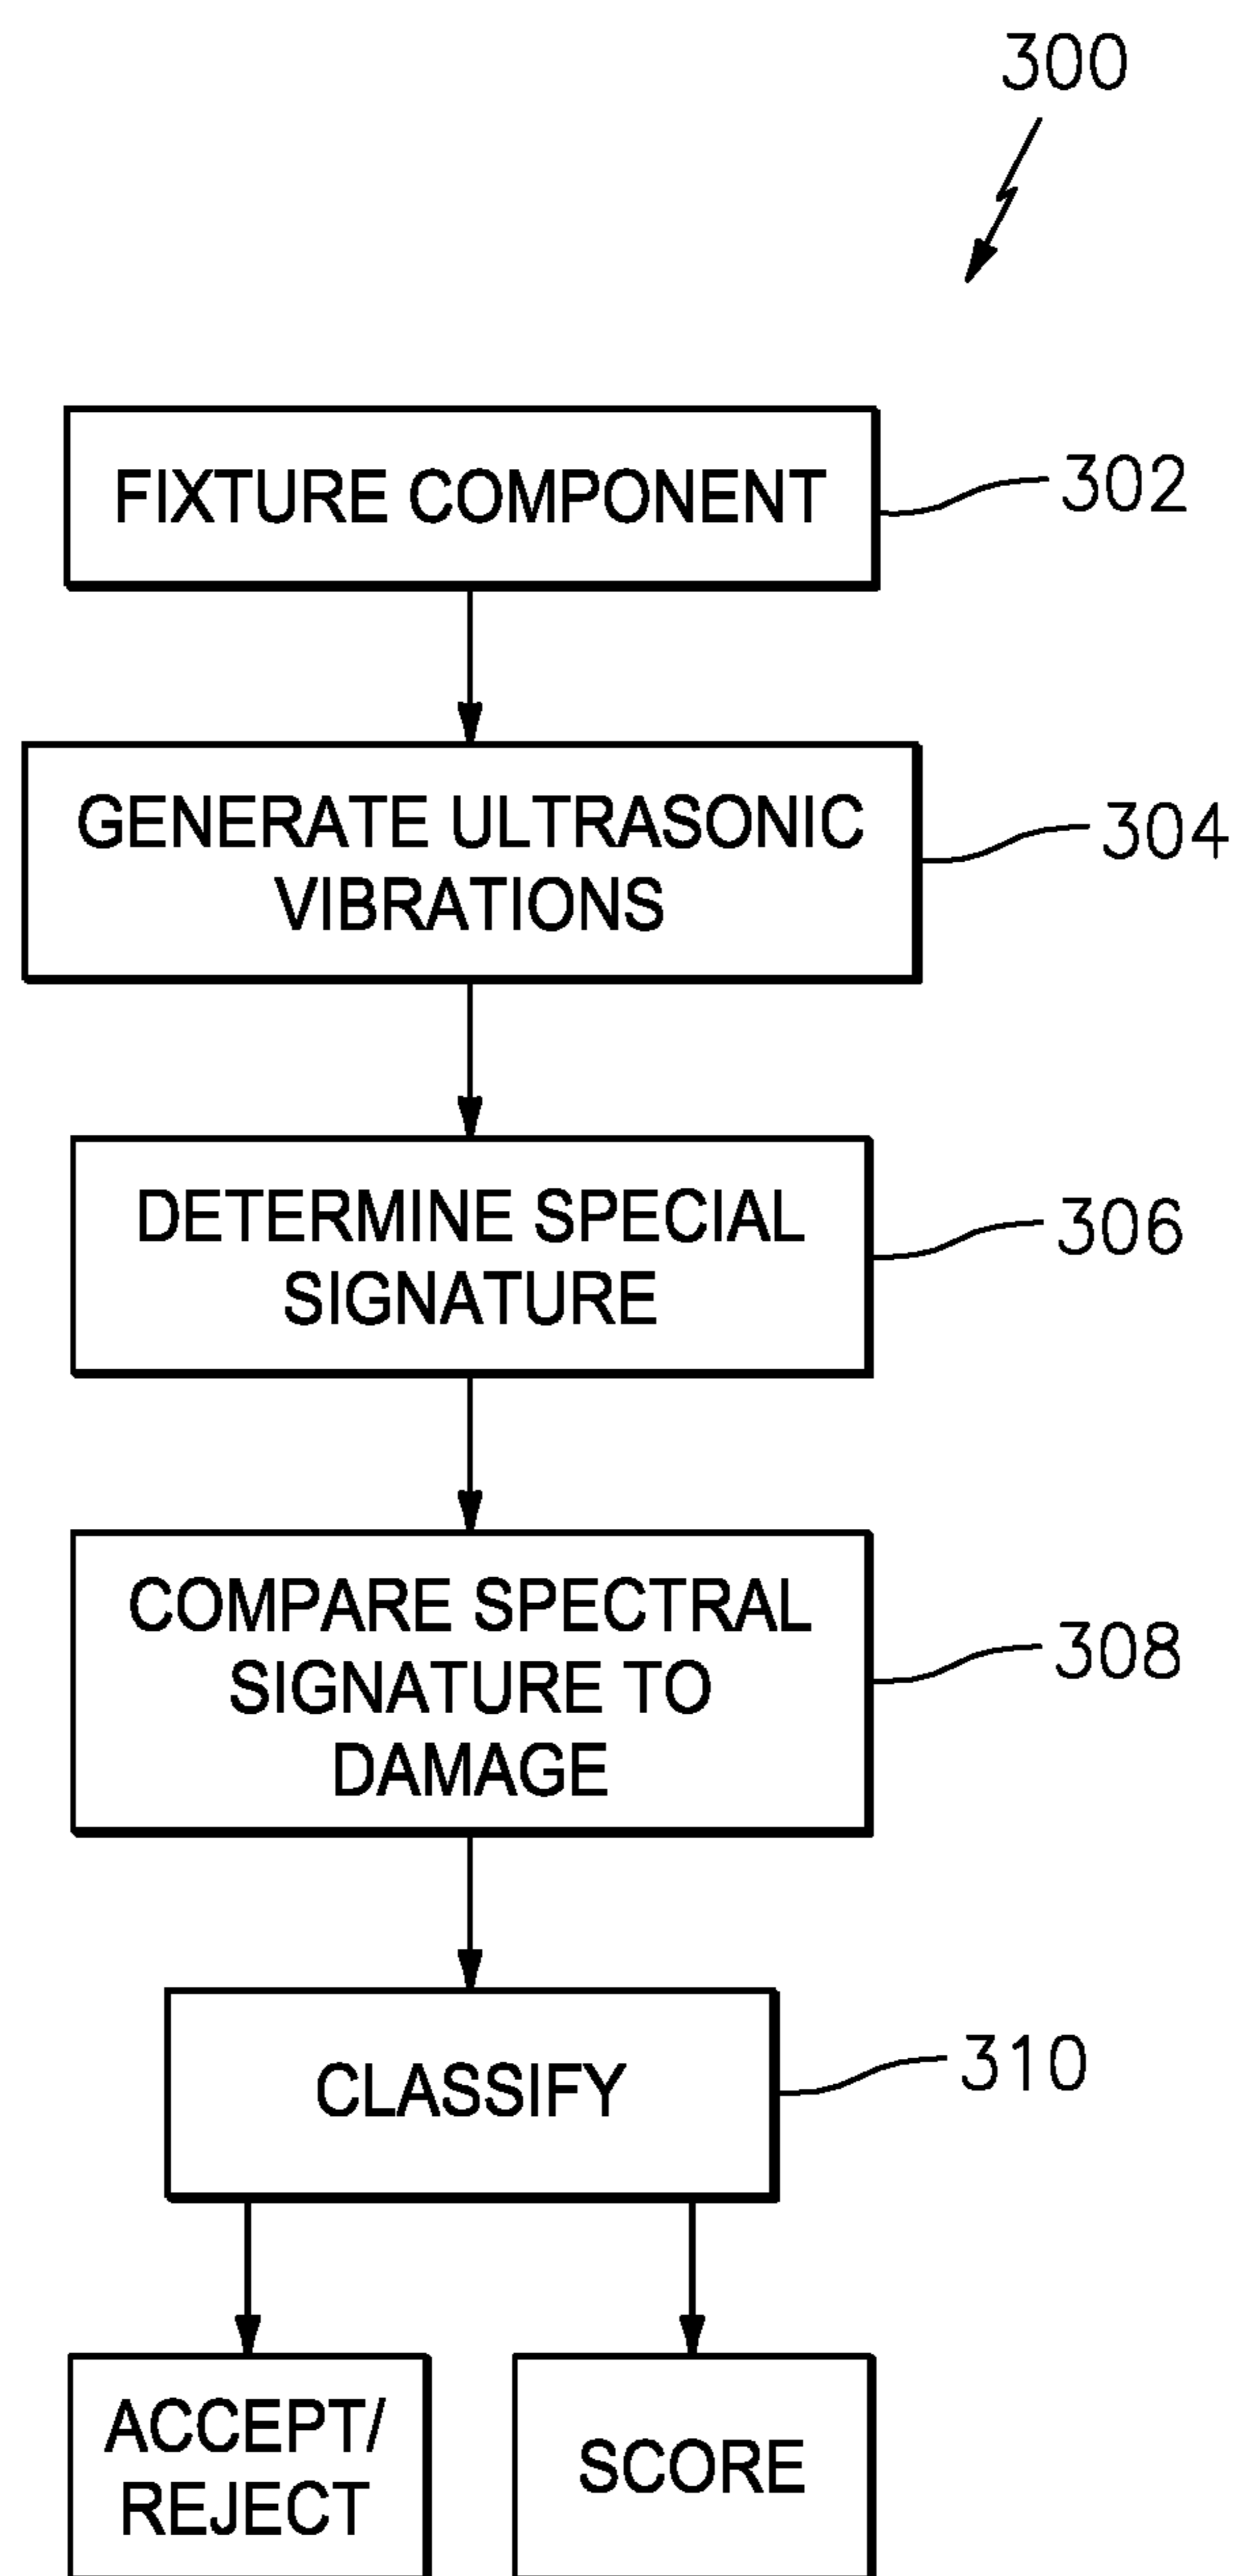 300
FIXTURE COMPONENT
302
GENERATE ULTRASONIC
VIBRATIONS
304
DETERMINE SPECIAL
SIGNATURE
306
COMPARE SPECTRAL
SIGNATURE TO
DAMAGE
308
CLASSIFY
310
ACCEPT/
REJECT
SCORE